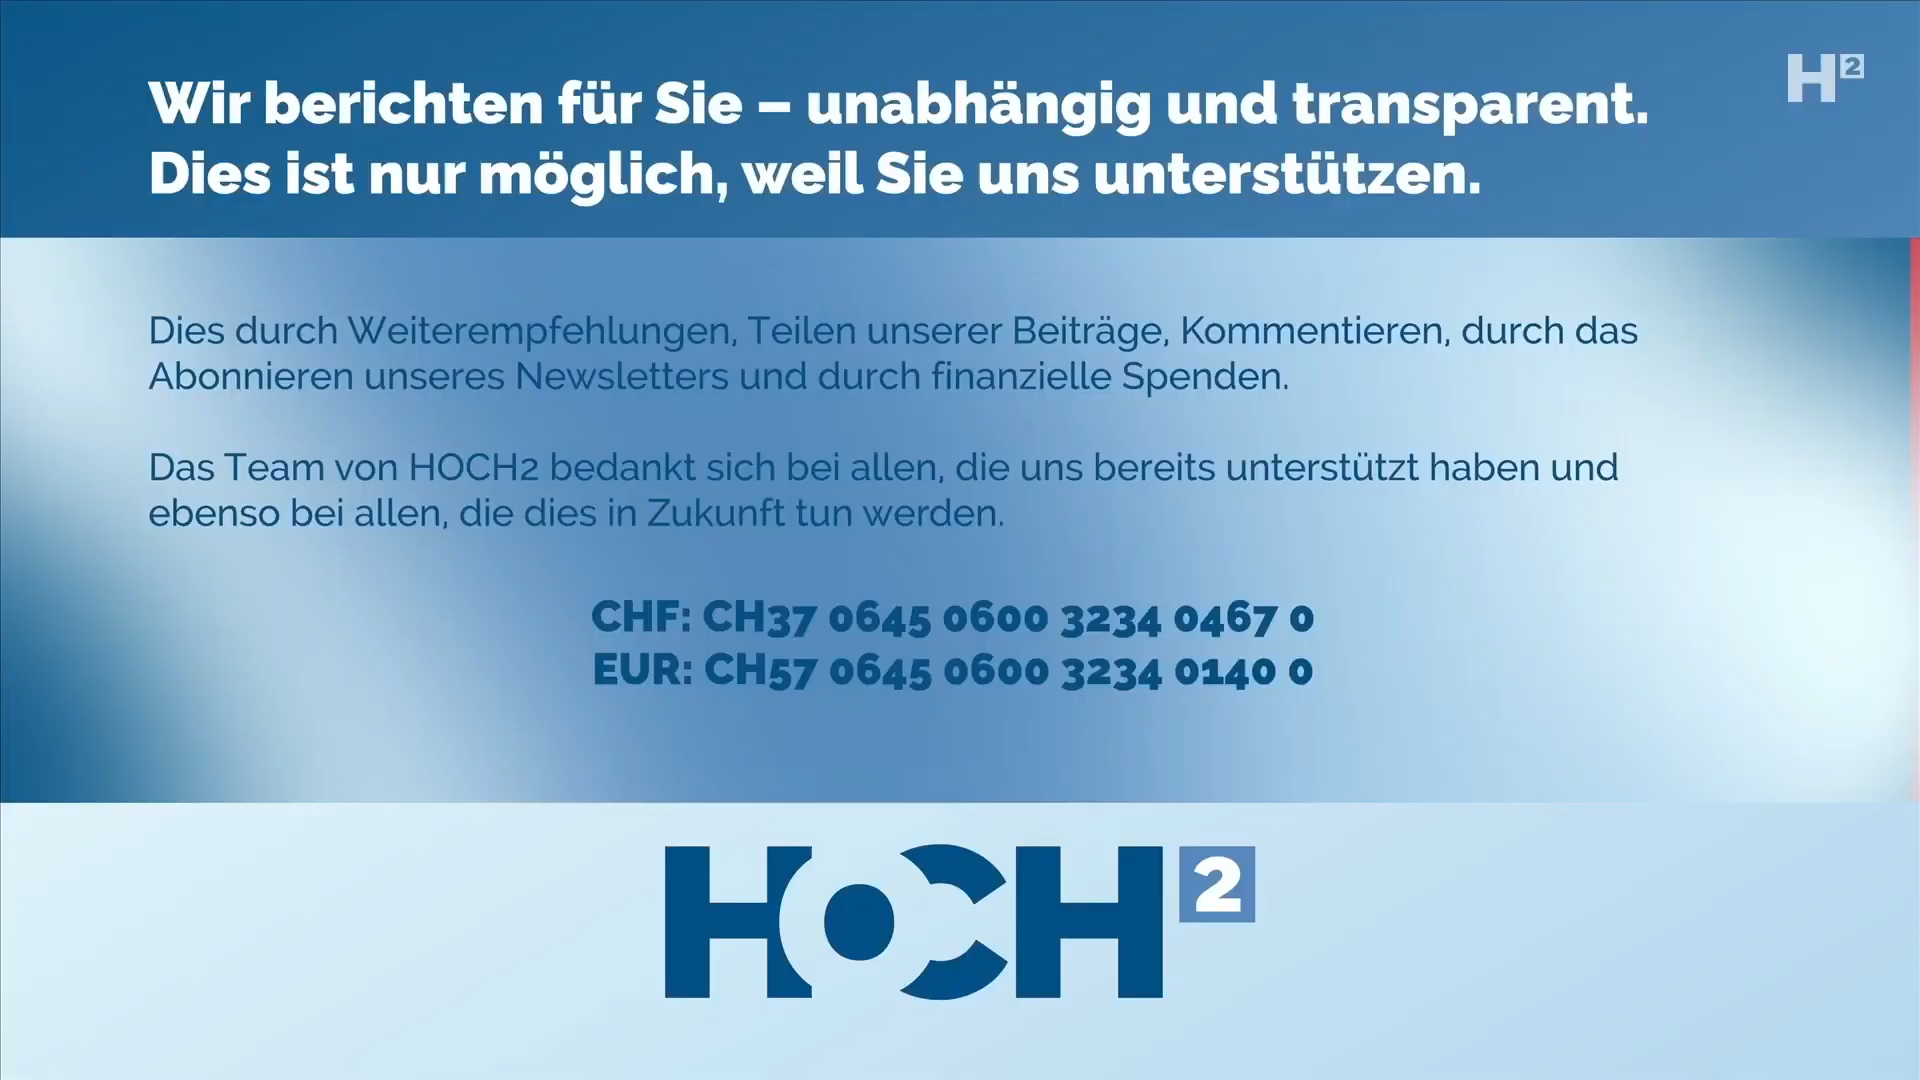 H2
Wir berichten für Sie – unabhängig und transparent.
Dies ist nur möglich, weil Sie uns unterstützen.
Dies durch Weiterempfehlungen, Teilen unserer Beiträge, Kommentieren, durch das
Abonnieren unseres Newsletters und durch finanzielle Spenden.
Das Team von HOCH2 bedankt sich bei allen, die uns bereits unterstützt haben und
ebenso bei allen, die dies in Zukunft tun werden.
CHF: CH37 0645 0600 3234 0467 0
EUR: CH57 0645 0600 3234 0140 0
HOCH2